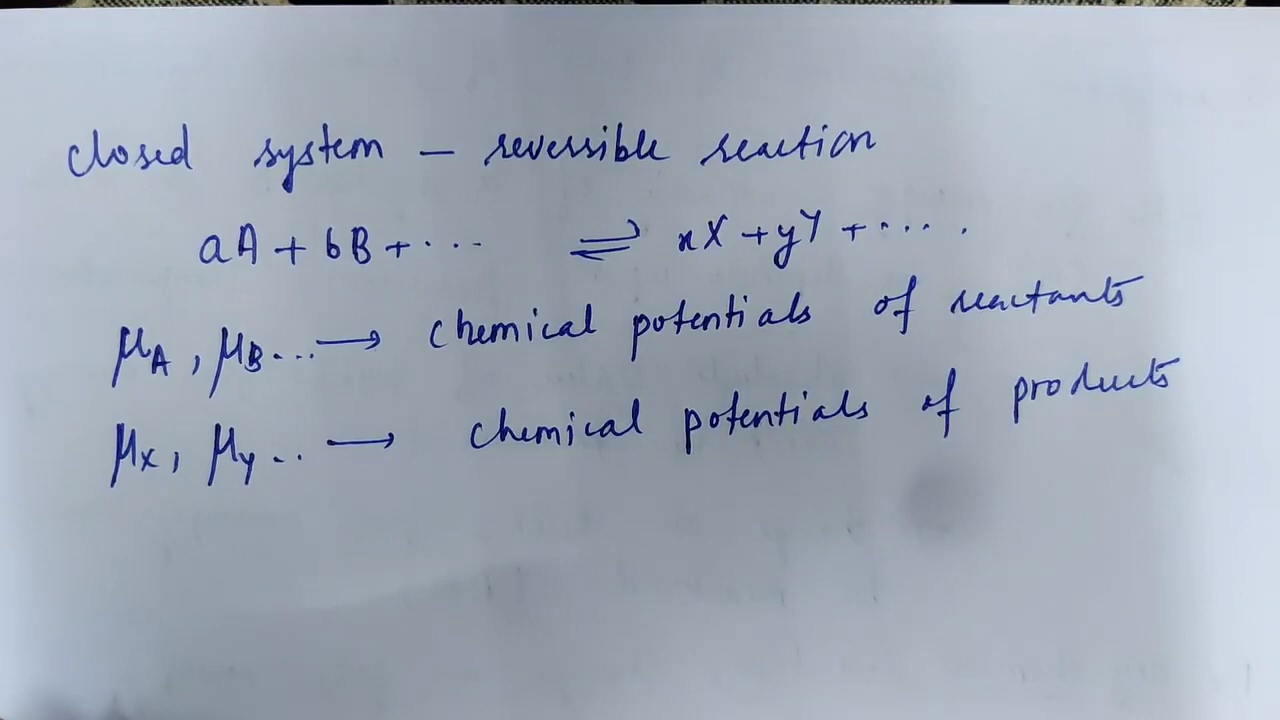 closed system – reversible reaction
aA + bB + ... ⇌ xX + yY + .....
μA, μB... → chemical potentials of reactants
μX, μY .. → chemical potentials of products